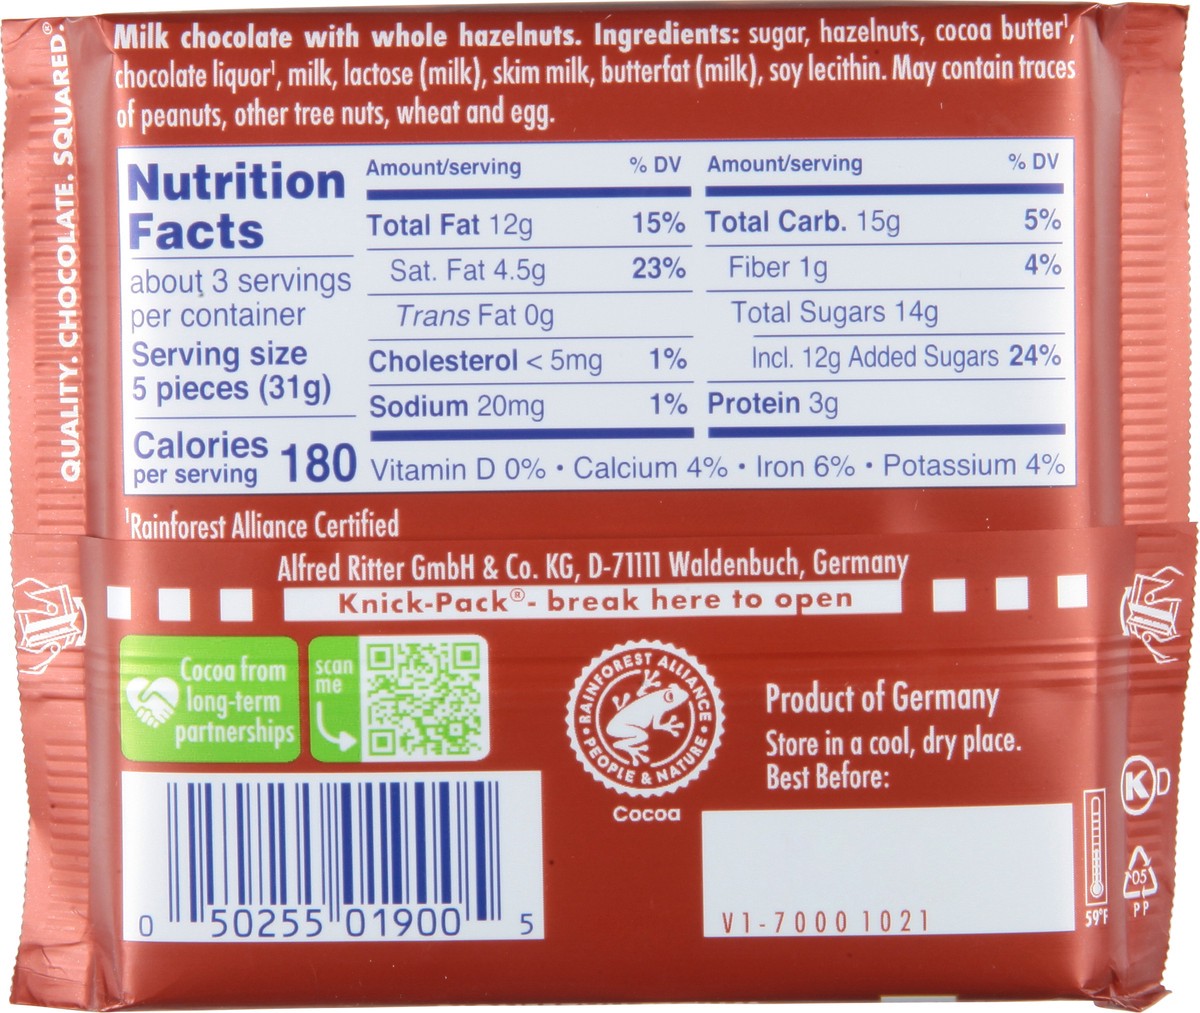 Milk chocolate with whole hazelnuts. Ingredients: sugar, hazelnuts, cocoa butter¹,
chocolate liquor¹, milk, lactose (milk), skim milk, butterfat (milk), soy lecithin. May contain traces
of peanuts, other tree nuts, wheat and egg.
QUALITY. CHOCOLATE. SQUARED.®
Nutrition
Facts
about 3 servings
per container
Serving size
5 pieces (31g)
Calories
per serving 180
Amount/serving % DV
Total Fat 12g 15%
Sat. Fat 4.5g 23%
Trans Fat 0g
Cholesterol < 5mg 1%
Sodium 20mg 1%
Amount/serving % DV
Total Carb. 15g 5%
Fiber 1g 4%
Total Sugars 14g
Incl. 12g Added Sugars 24%
Protein 3g
Vitamin D 0% • Calcium 4% • Iron 6% • Potassium 4%
¹Rainforest Alliance Certified
Alfred Ritter GmbH & Co. KG, D-71111 Waldenbuch, Germany
Knick-Pack® - break here to open
Cocoa from
long-term
partnerships
scan
me
RAINFOREST ALLIANCE
• PEOPLE & NATURE •
Cocoa
Product of Germany
Store in a cool, dry place.
Best Before:
V1-7000 1021
0 50255 01900 5
K D
59°F
05
PP